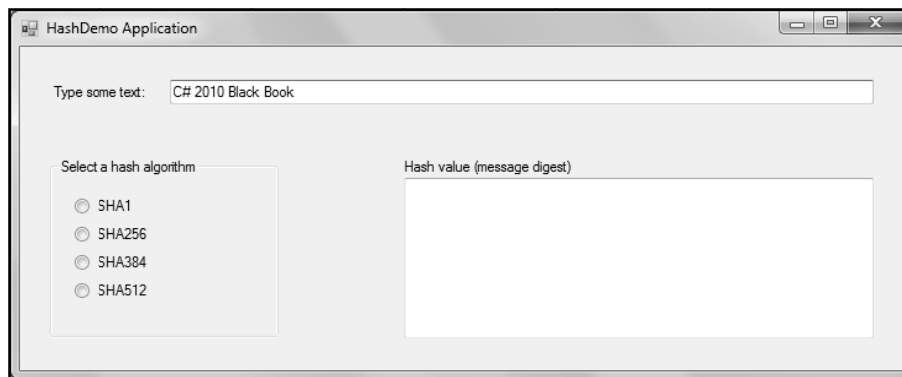 HashDemo Application
Type some text: C# 2010 Black Book
Select a hash algorithm
SHA1
SHA256
SHA384
SHA512
Hash value (message digest)